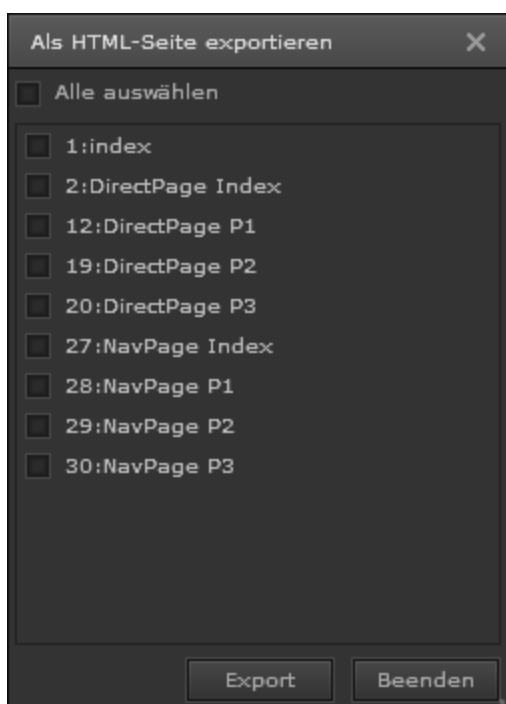 Als HTML-Seite exportieren
Alle auswählen
1:index
2:DirectPage Index
12:DirectPage P1
19:DirectPage P2
20:DirectPage P3
27:NavPage Index
28:NavPage P1
29:NavPage P2
30:NavPage P3
Export Beenden